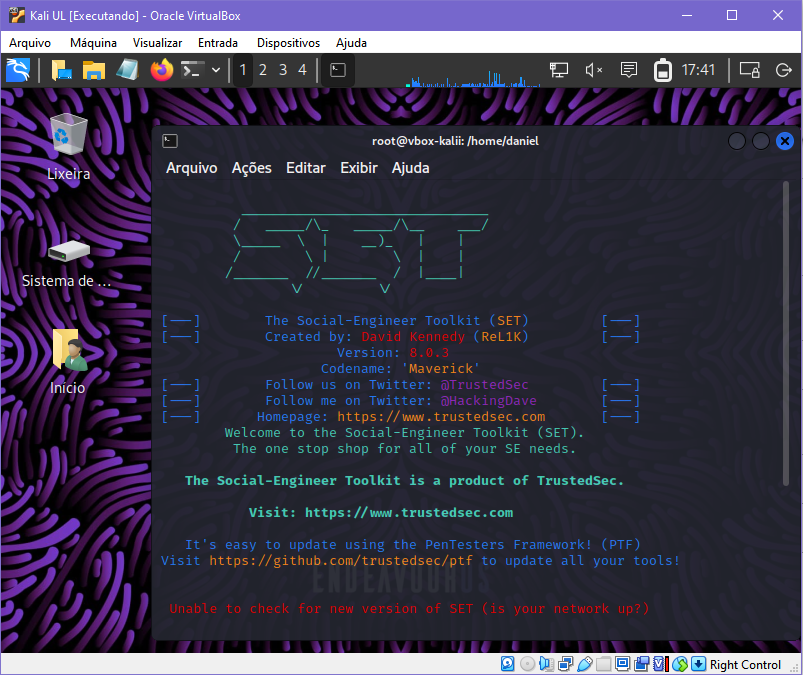 Kali UL [Executando] - Oracle VirtualBox
Arquivo Máquina Visualizar Entrada Dispositivos Ajuda
1 2 3 4 17:41
Lixeira
Sistema de ...
Início
root@vbox-kalii: /home/daniel
Arquivo Ações Editar Exibir Ajuda
SET
[---] The Social-Engineer Toolkit (SET) [---]
[---] Created by: David Kennedy (ReL1K) [---]
Version: 8.0.3
Codename: 'Maverick'
[---] Follow us on Twitter: @TrustedSec [---]
[---] Follow me on Twitter: @HackingDave [---]
[---] Homepage: https://www.trustedsec.com [---]
Welcome to the Social-Engineer Toolkit (SET).
The one stop shop for all of your SE needs.
The Social-Engineer Toolkit is a product of TrustedSec.
Visit: https://www.trustedsec.com
It's easy to update using the PenTesters Framework! (PTF)
Visit https://github.com/trustedsec/ptf to update all your tools!
ENDEAVOUROS
Unable to check for new version of SET (is your network up?)
Right Control